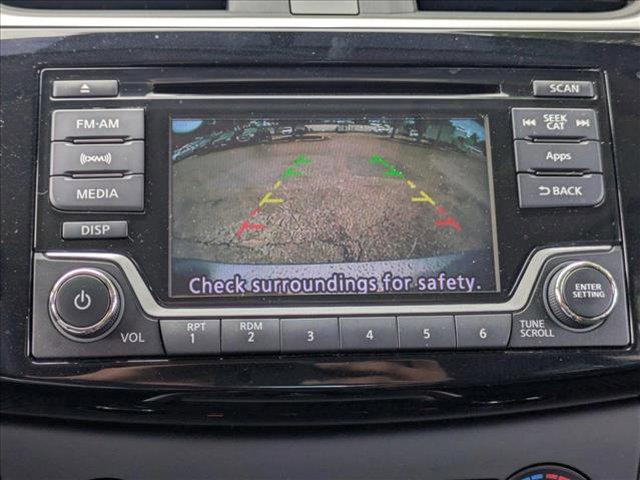 SCAN
FM·AM
SEEK
CAT
((XM))
Apps
MEDIA
BACK
DISP
Check surroundings for safety.
ENTER
SETTING
VOL
RPT
1
RDM
2
3
4
5
6
TUNE
SCROLL